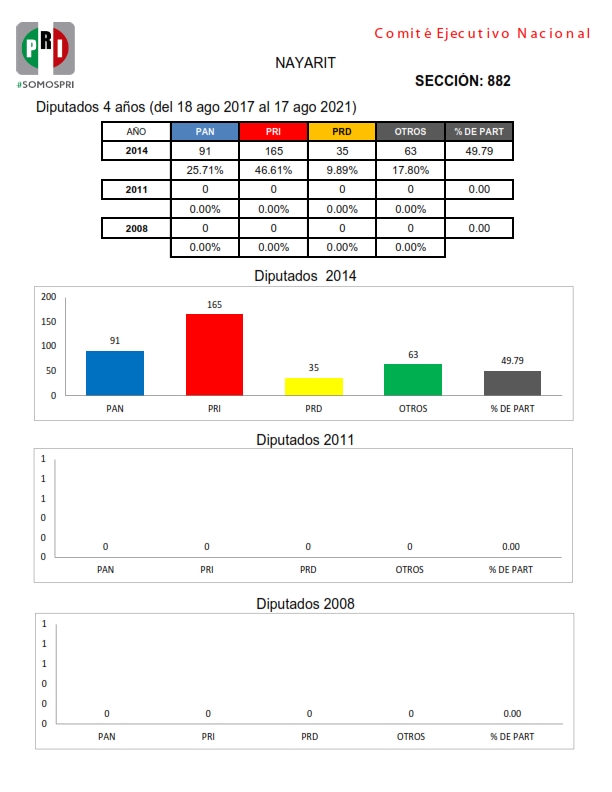 Comité Ejecutivo Nacional
PRI
#SOMOSPRI
NAYARIT
SECCIÓN: 882
Diputados 4 años (del 18 ago 2017 al 17 ago 2021)
AÑO PAN PRI PRD OTROS % DE PART
2014 91 165 35 63 49.79
25.71% 46.61% 9.89% 17.80%
2011 0 0 0 0 0.00
0.00% 0.00% 0.00% 0.00%
2008 0 0 0 0 0.00
0.00% 0.00% 0.00% 0.00%
Diputados 2014
200
150
100
50
0
91 165 35 63 49.79
PAN PRI PRD OTROS % DE PART
Diputados 2011
1
1
1
0
0
0
0 0 0 0 0.00
PAN PRI PRD OTROS % DE PART
Diputados 2008
1
1
1
0
0
0
0 0 0 0 0.00
PAN PRI PRD OTROS % DE PART